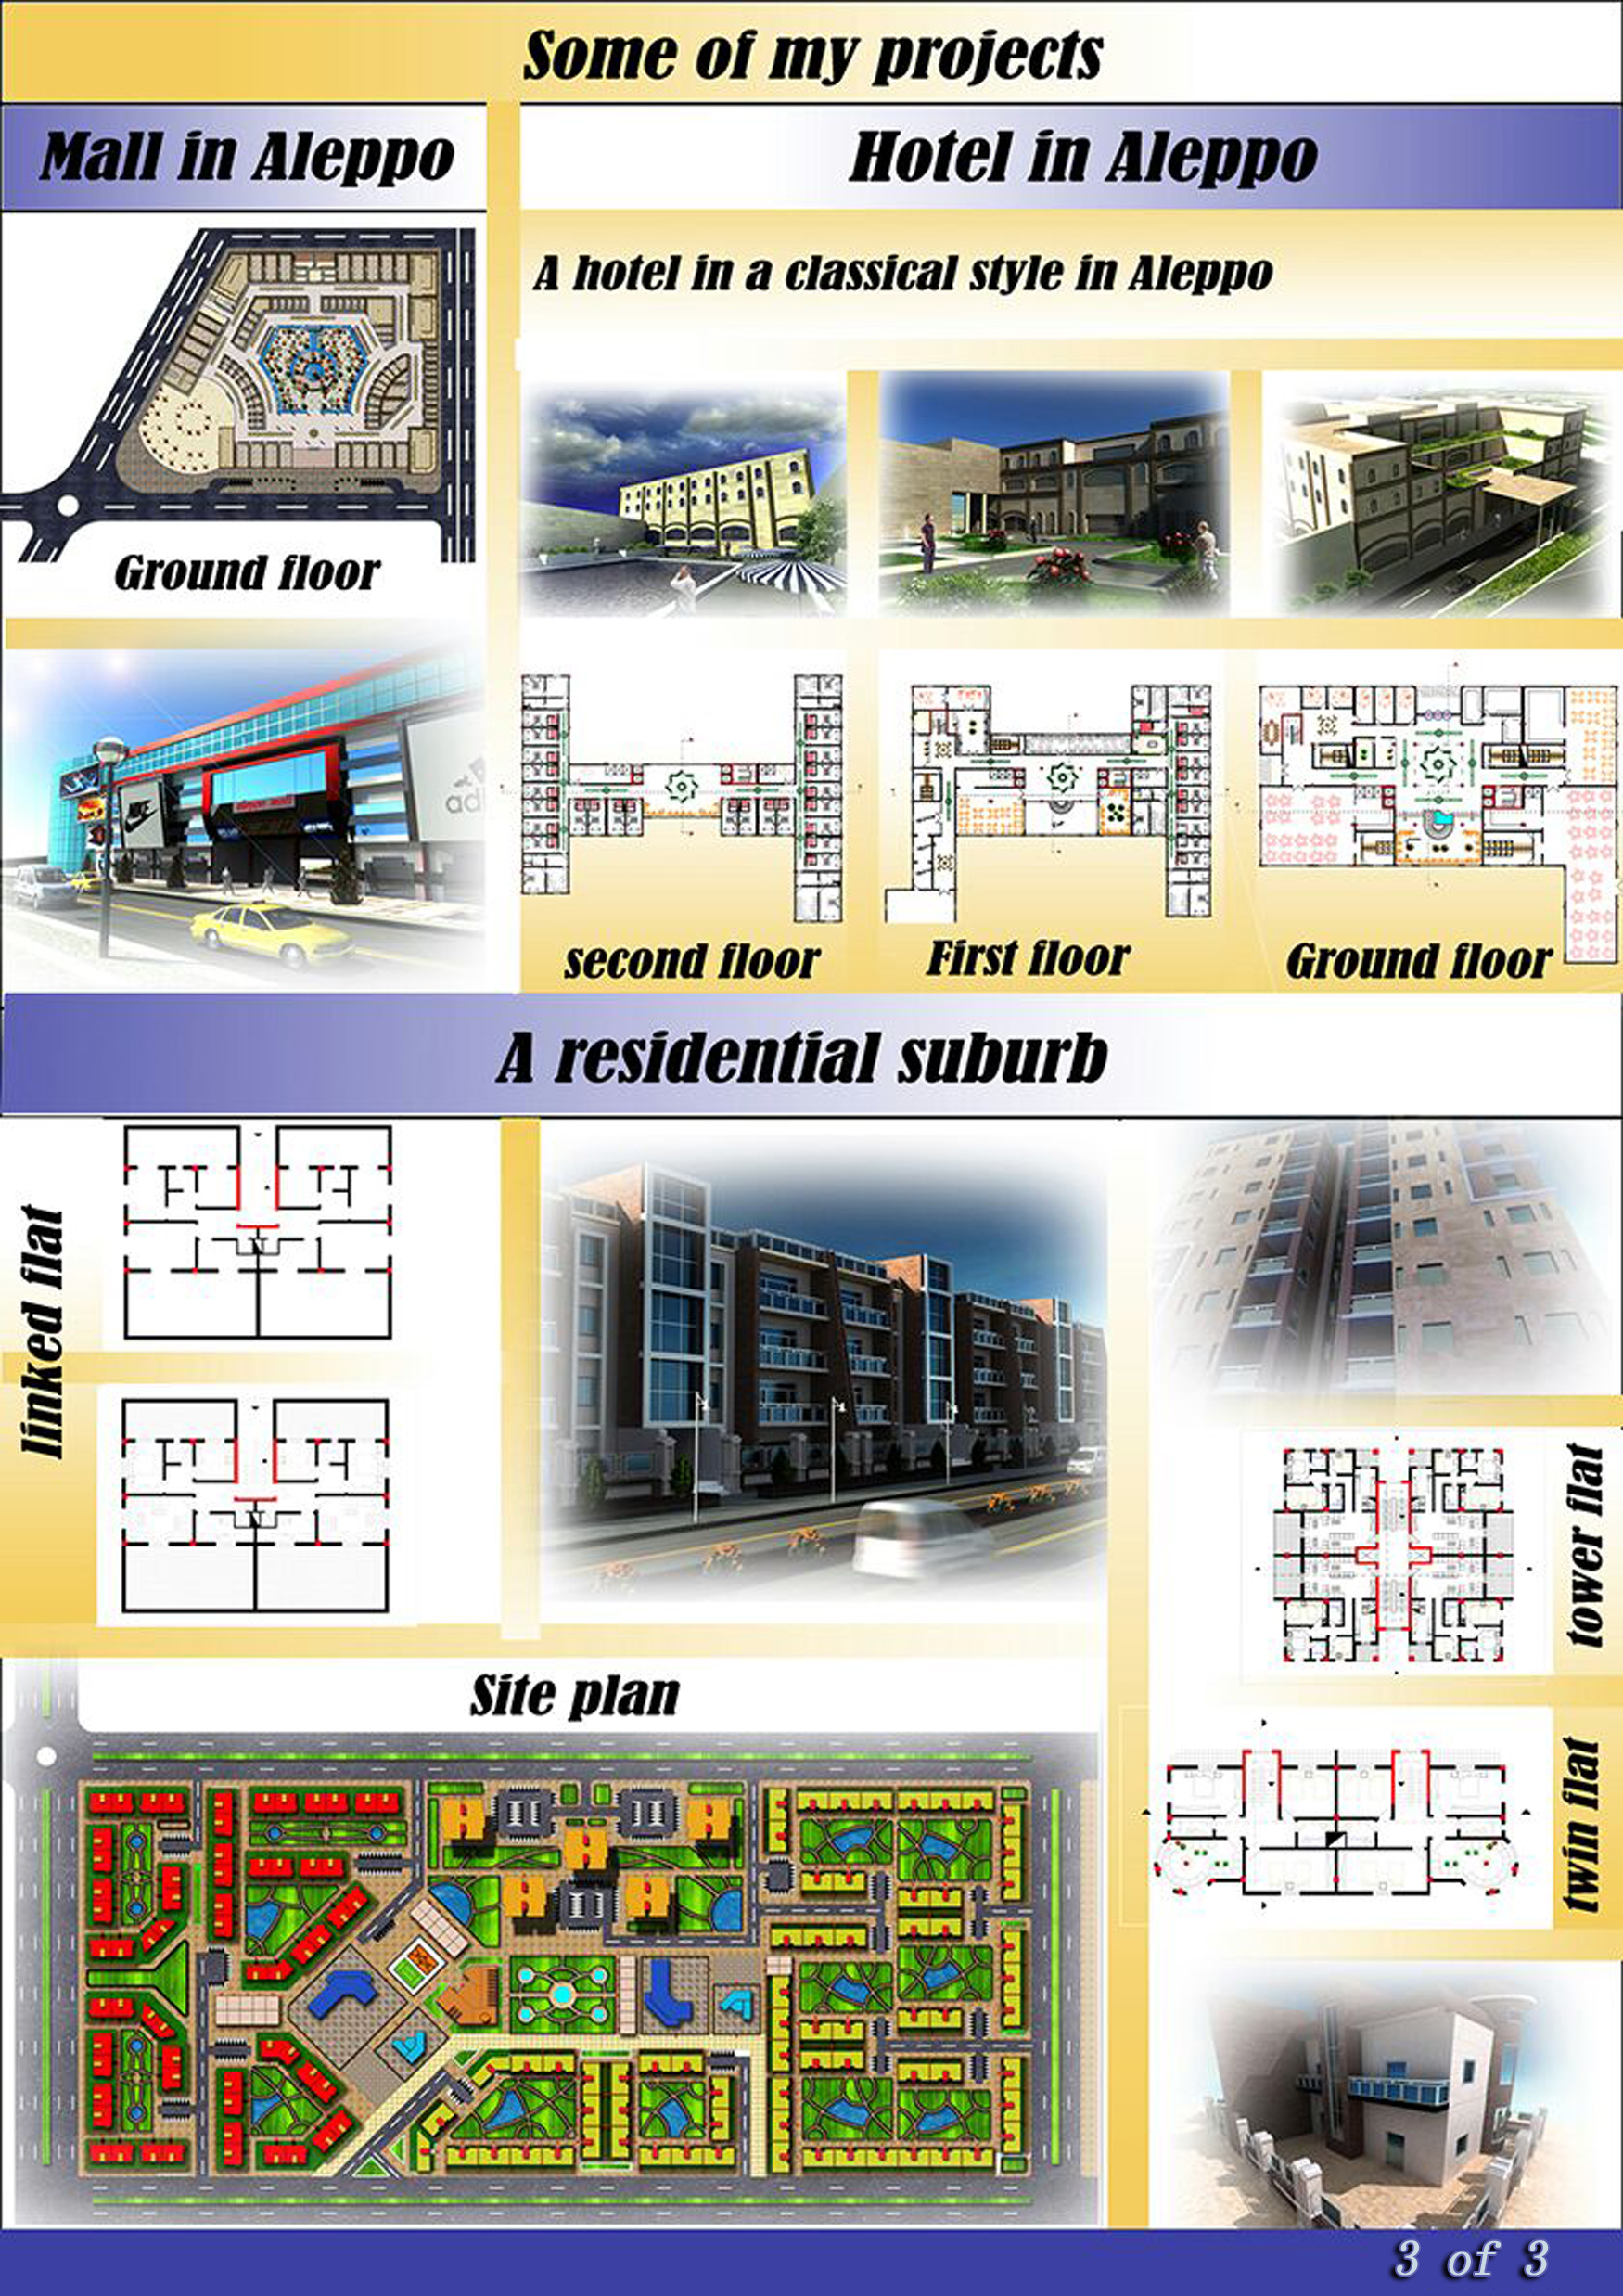 Some of my projects
Mall in Aleppo
Hotel in Aleppo
A hotel in a classical style in Aleppo
Ground floor
NIKE
second floor
First floor
Ground floor
A residential suburb
linked flat
tower flat
Site plan
twin flat
3 of 3